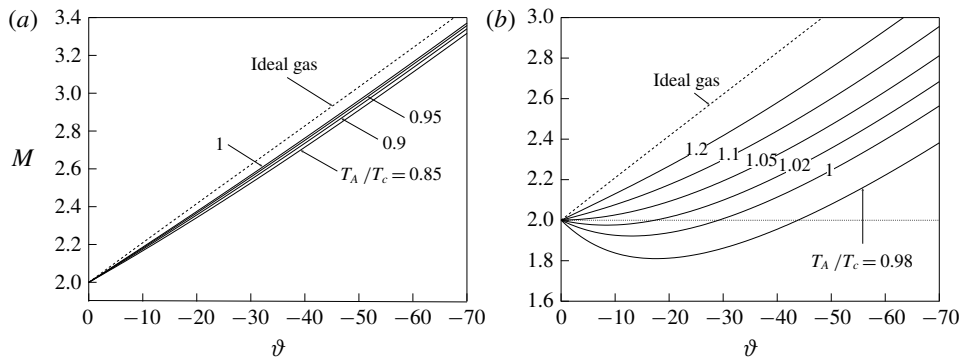 (a)
3.4
3.2
3.0
2.8
2.6
2.4
2.2
2.0
M
Ideal gas
0.95
0.9
1
T_A/T_c = 0.85
0 −10 −20 −30 −40 −50 −60 −70
ϑ
(b)
3.0
2.8
2.6
2.4
2.2
2.0
1.8
1.6
Ideal gas
1.2 1.1 1.05 1.02 1
T_A/T_c = 0.98
0 −10 −20 −30 −40 −50 −60 −70
ϑ